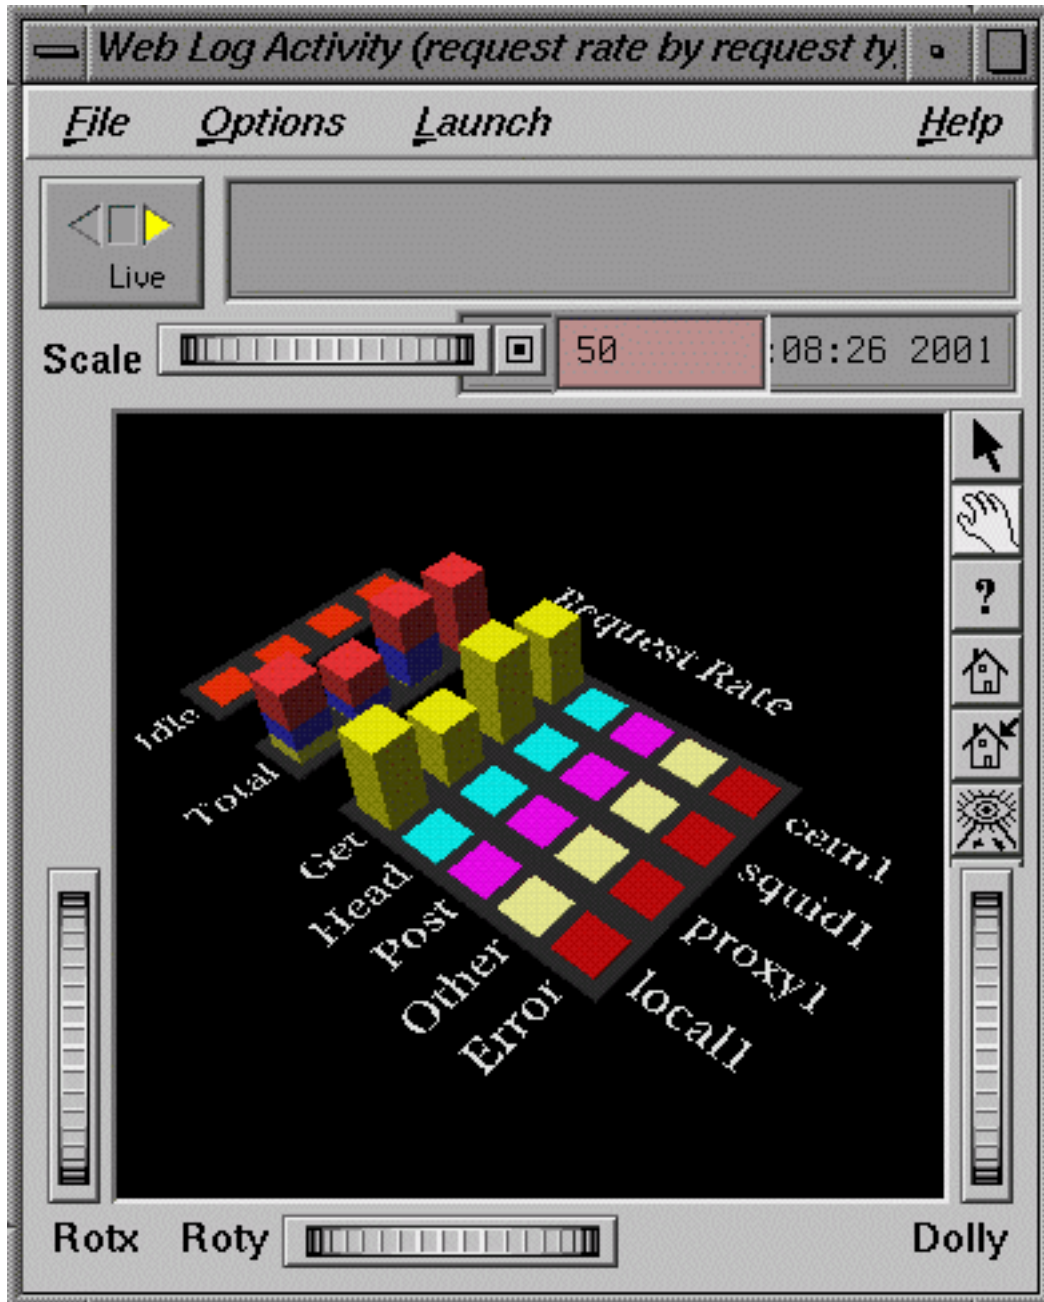 Web Log Activity (request rate by request ty
File Options Launch Help
Live
Scale 50 :08:26 2001
Request Rate
Idle
Total
Get
Head
Post
Other
Error
cern1
squid1
proxy1
local1
?
Rotx Roty Dolly